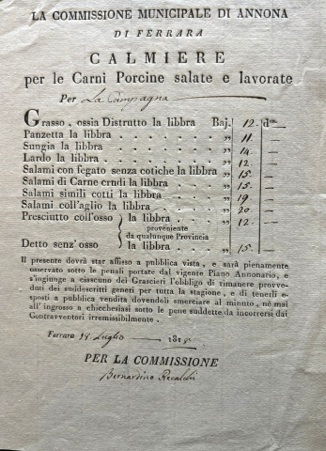 LA COMMISSIONE MUNICIPALE DI ANNONA
DI FERRARA
CALMIERE
per le Carni Porcine salate e lavorate
Per La Campagna
Grasso, ossia Distrutto la libbra Baj. 12. d.
Panzetta la libbra . . . . . . . „ 11.
Sungia la libbra . . . . . . . „ 14.
Lardo la libbra . . . . . . . „ 12.
Salami con fegato senza cotiche la libbra „ 15.
Salami di Carne crudi la libbra . . . „ 15.
Salami simili cotti la libbra . . . „ 19.
Salami coll'aglio la libbra . . . „ 20.
Presciutto coll'osso la libbra . . „ 12
proveniente
da qualunque Provincia
Detto senz'osso la libbra . . . „ 15.
Il presente dovrà star affisso a pubblica vista, e sarà pienamente
osservato sotto le penali portate dal vigente Piano Annonario, e
s'ingiunge a ciascuno dei Grascieri l'obbligo di rimanere provve-
duti dei suddescritti generi per tutta la stagione, e di tenerli e-
sposti a pubblica vendita dovendoli smerciare al minuto, nè mai
all'ingrosso a chicchesiasi sotto le pene suddette da incorrersi dai
Contravventori irremissibilmente.
Ferrara Luglio 18
PER LA COMMISSIONE
Bernardino